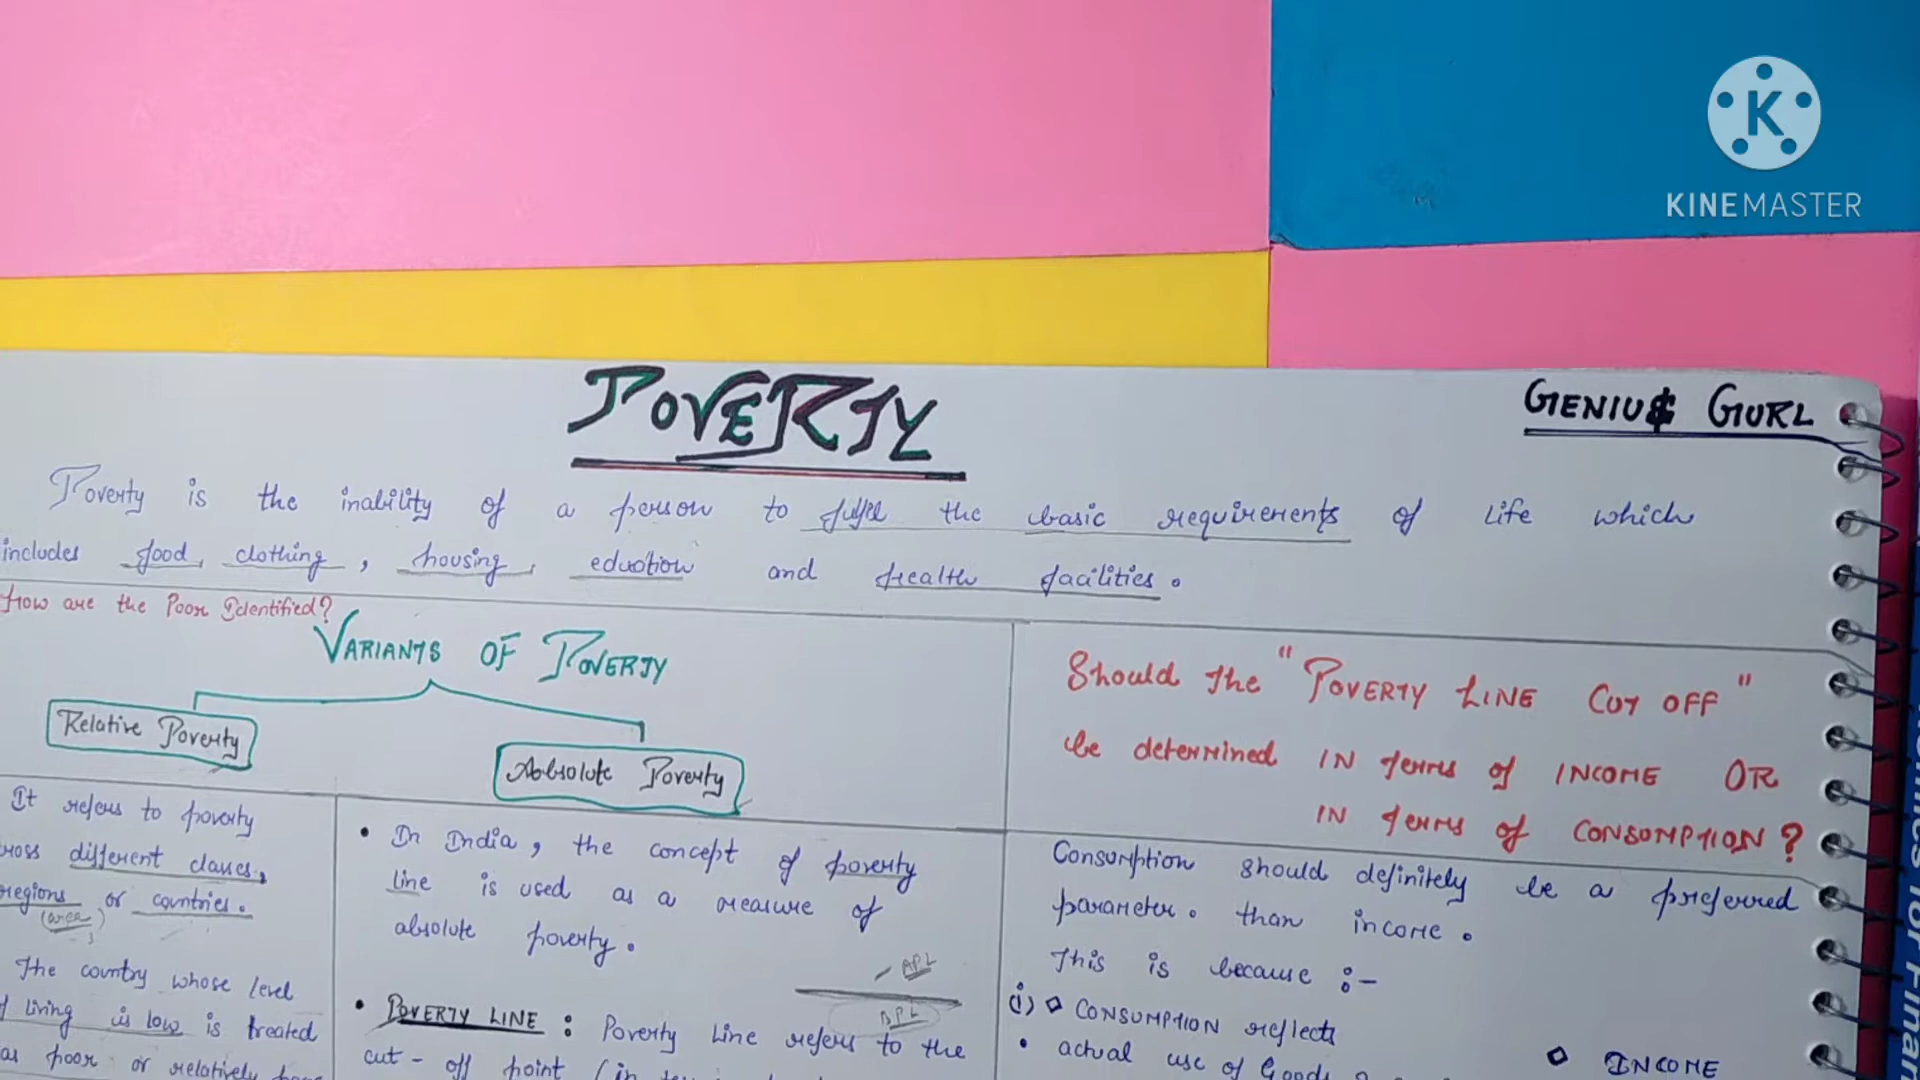 K
KINEMASTER
POVERTY
GENIUS GURL
Poverty is the inability of a person to fulfil the basic requirements of life which
includes food, clothing, housing, eduction and health facilities.
How are the Poor Identified?
VARIANTS OF POVERTY
Relative Poverty
Absolute Poverty
It refers to poverty
different classes,
regions or countries.
(area)
The country whose level
living is low is treated
as poor or relatively
• In India, the concept of poverty
line is used as a measure of
absolute poverty.
APL
BPL
• POVERTY LINE : Poverty Line refers to the
cut-off point (in
Should the "POVERTY LINE CUT OFF"
be determined IN terms of INCOME OR
IN terms of CONSUMPTION?
Consumption should definitely be a preferred
parameter. than income.
This is because :-
(i) CONSUMPTION reflects
• actual use of Goods
INCOME